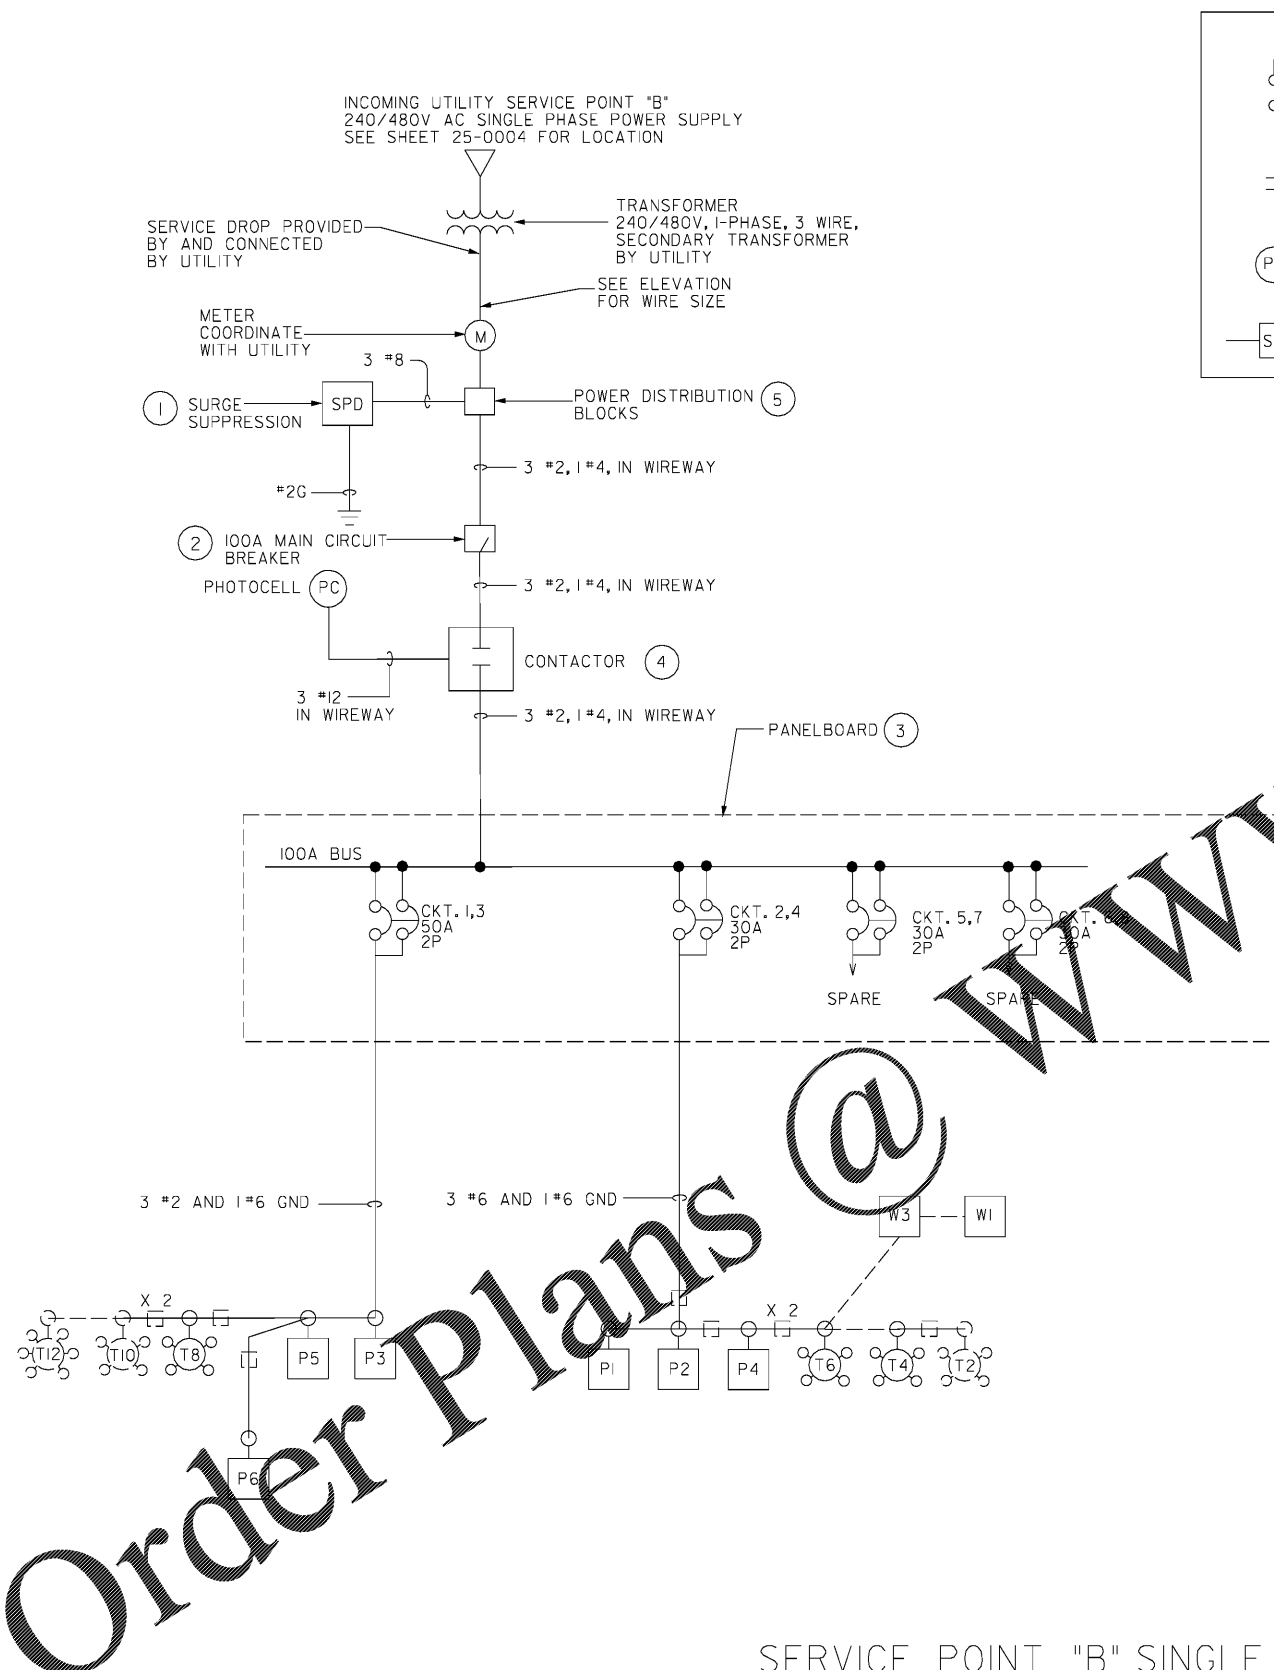 INCOMING UTILITY SERVICE POINT "B"
240/480V AC SINGLE PHASE POWER SUPPLY
SEE SHEET 25-0004 FOR LOCATION
TRANSFORMER
240/480V, 1-PHASE, 3 WIRE,
SECONDARY TRANSFORMER
BY UTILITY
SERVICE DROP PROVIDED
BY AND CONNECTED
BY UTILITY
SEE ELEVATION
FOR WIRE SIZE
METER
COORDINATE
WITH UTILITY
M
3 #8
1
SURGE
SUPPRESSION
SPD
POWER DISTRIBUTION
BLOCKS
5
3 #2, 1#4, IN WIREWAY
#2G
2
100A MAIN CIRCUIT
BREAKER
PHOTOCELL
PC
3 #2, 1#4, IN WIREWAY
CONTACTOR
4
3 #12
IN WIREWAY
3 #2, 1#4, IN WIREWAY
PANELBOARD
3
P
S
100A BUS
CKT. 1,3
50A
2P
CKT. 2,4
30A
2P
CKT. 5,7
30A
2P
SPARE
CKT.
30A
2P
SPARE
3 #2 AND 1#6 GND
3 #6 AND 1#6 GND
W3
W1
X 2
T12
T10
T8
P5
P3
P6
X 2
P1
P2
P4
T6
T4
T2
Order Plans @ www
SERVICE POINT "B" SINGLE